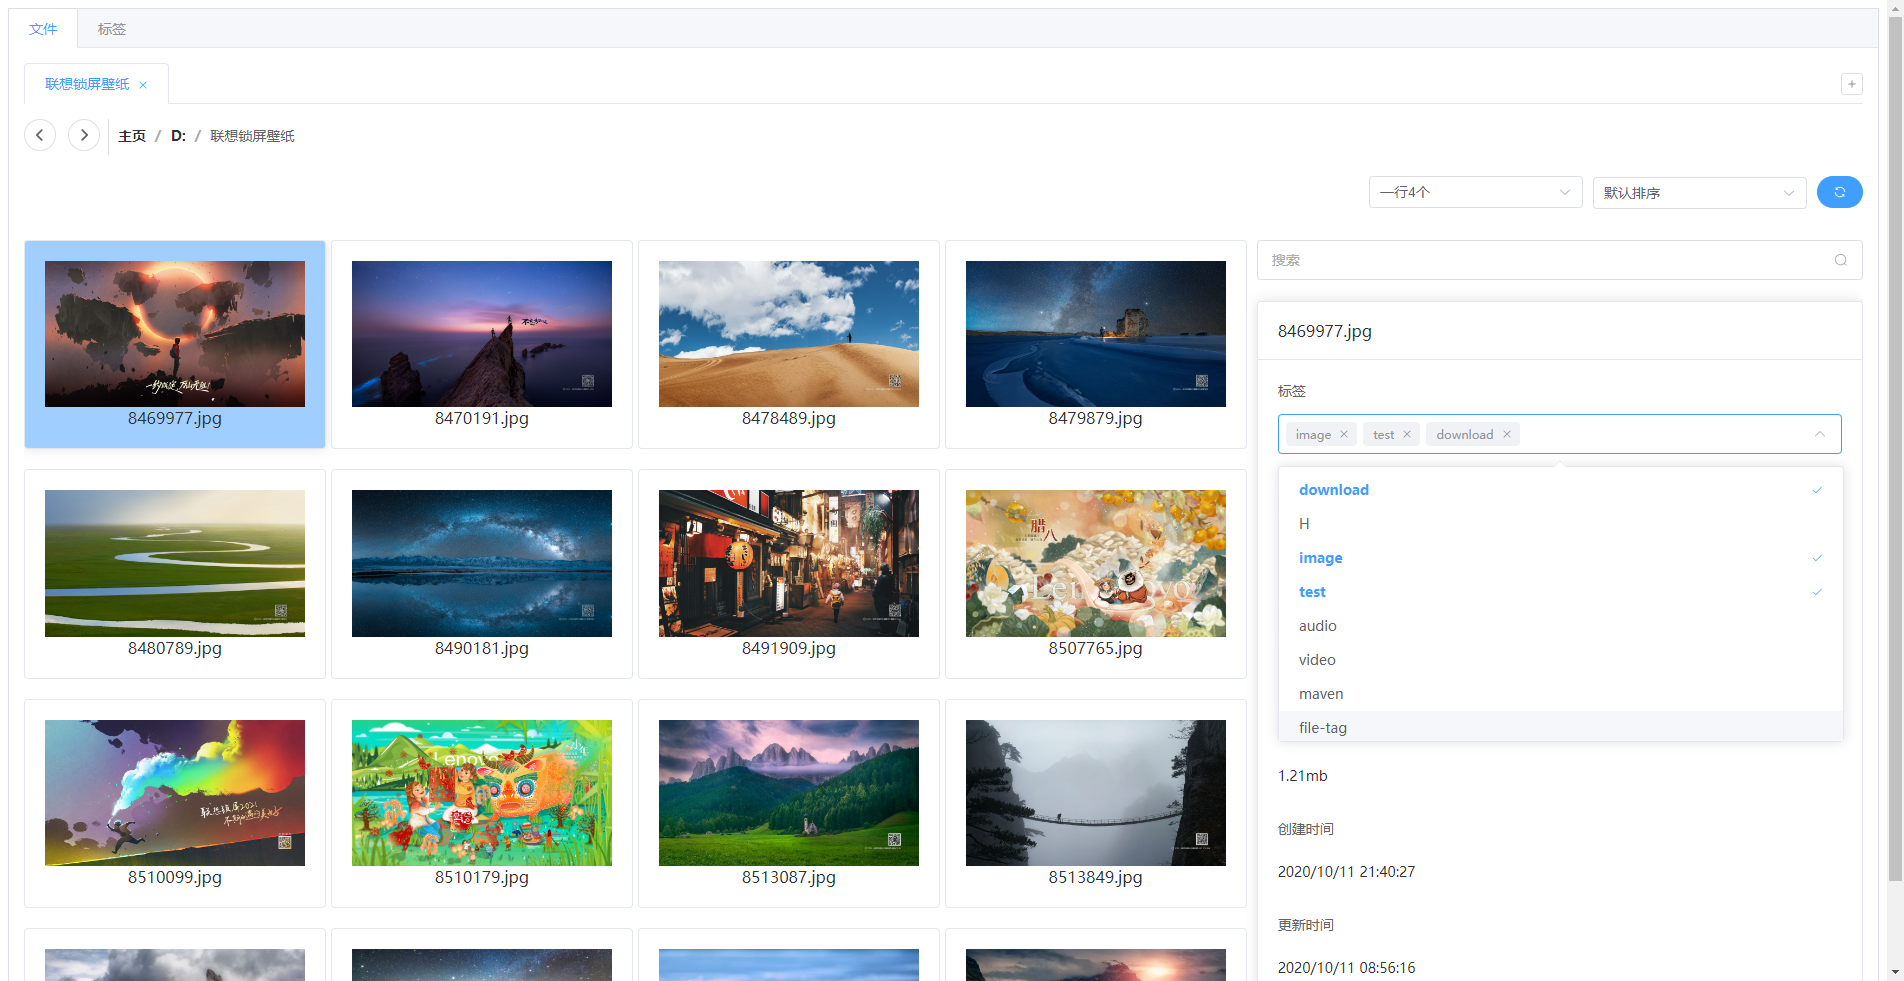 文件 标签
联想锁屏壁纸
主页 / D: / 联想锁屏壁纸
一行4个 默认排序
搜索
8469977.jpg
8470191.jpg
8478489.jpg
8479879.jpg
8480789.jpg
8490181.jpg
8491909.jpg
腊八
Lenovo
8507765.jpg
8510099.jpg
Lenovo
8510179.jpg
8513087.jpg
8513849.jpg
8469977.jpg
标签
image test download
download
H
image
test
audio
video
maven
file-tag
1.21mb
创建时间
2020/10/11 21:40:27
更新时间
2020/10/11 08:56:16